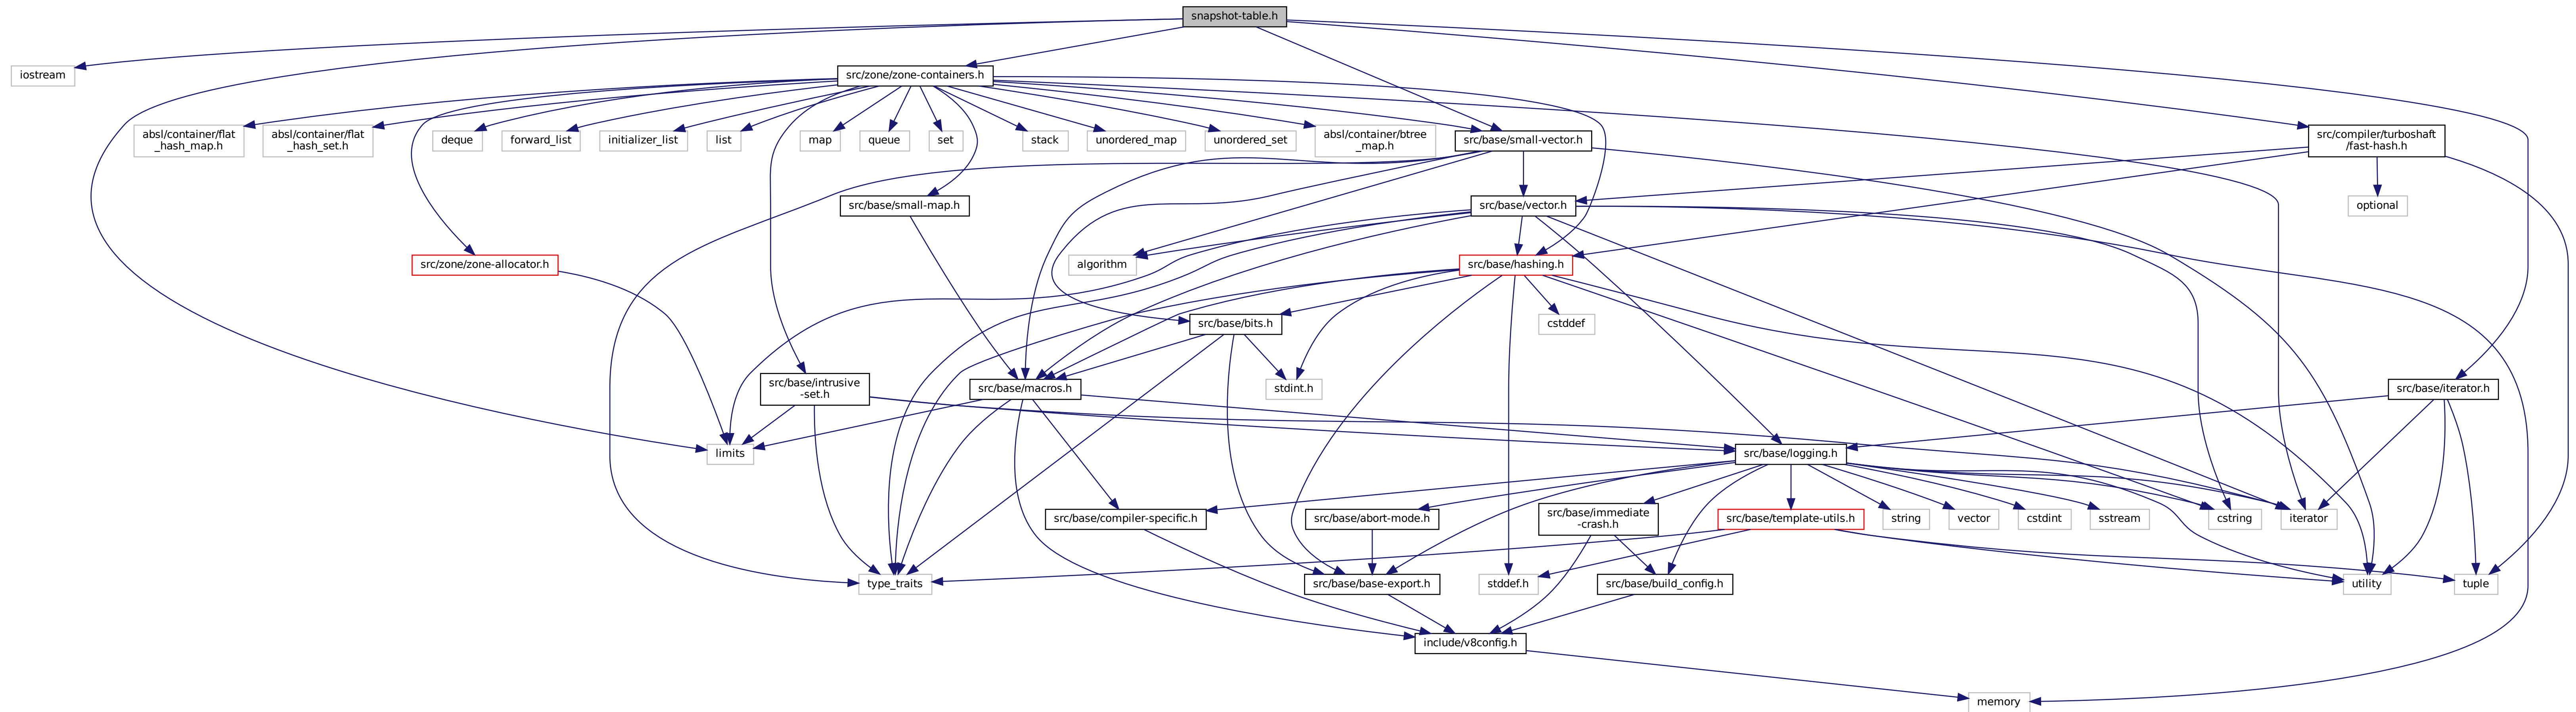 snapshot-table.h
iostream
src/zone/zone-containers.h
absl/container/flat
_hash_map.h
absl/container/flat
_hash_set.h
deque
forward_list
initializer_list
list
map
queue
set
stack
unordered_map
unordered_set
absl/container/btree
_map.h
src/base/small-vector.h
src/compiler/turboshaft
/fast-hash.h
src/base/small-map.h
src/base/vector.h
optional
src/zone/zone-allocator.h
algorithm
src/base/hashing.h
src/base/bits.h
cstddef
src/base/intrusive
-set.h
src/base/macros.h
stdint.h
src/base/iterator.h
limits
src/base/logging.h
src/base/compiler-specific.h
src/base/abort-mode.h
src/base/immediate
-crash.h
src/base/template-utils.h
string
vector
cstdint
sstream
cstring
iterator
type_traits
src/base/base-export.h
stddef.h
src/base/build_config.h
utility
tuple
include/v8config.h
memory